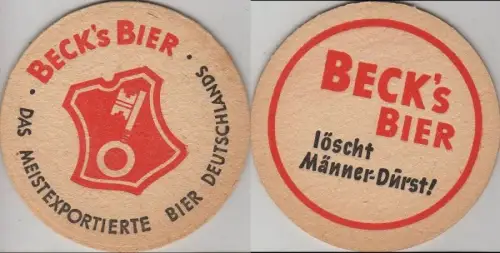 BECK's BIER
· DAS MEISTEXPORTIERTE BIER DEUTSCHLANDS ·
BECK's
BIER
löscht
Männer-Dürst!